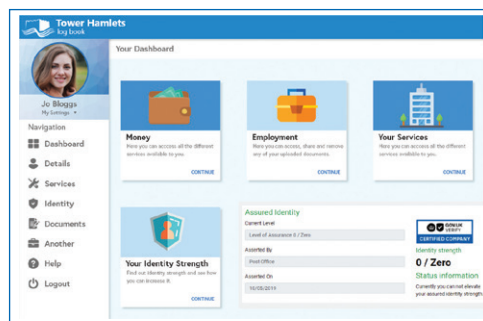 Tower Hamlets
log book
Jo Bloggs
My Settings
Navigation
Dashboard
Details
Services
Identity
Documents
Another
Help
Logout
Your Dashboard
Money
Here you can access all the different
services available to you.
CONTINUE
Employment
Here you can access, share and remove
any of your uploaded documents.
CONTINUE
Your Services
Here you can access all the different
services available to you.
CONTINUE
Your Identity Strength
Find out identity strength and see how
you can increase it.
CONTINUE
Assured Identity
Current Level
Level of Assurance 0 / Zero
Asserted By
Post Office
Asserted On
10/05/2019
GOV.UK
VERIFY
CERTIFIED COMPANY
Identity strength
0 / Zero
Status information
Currently you cannot elevate
your assured identity strength